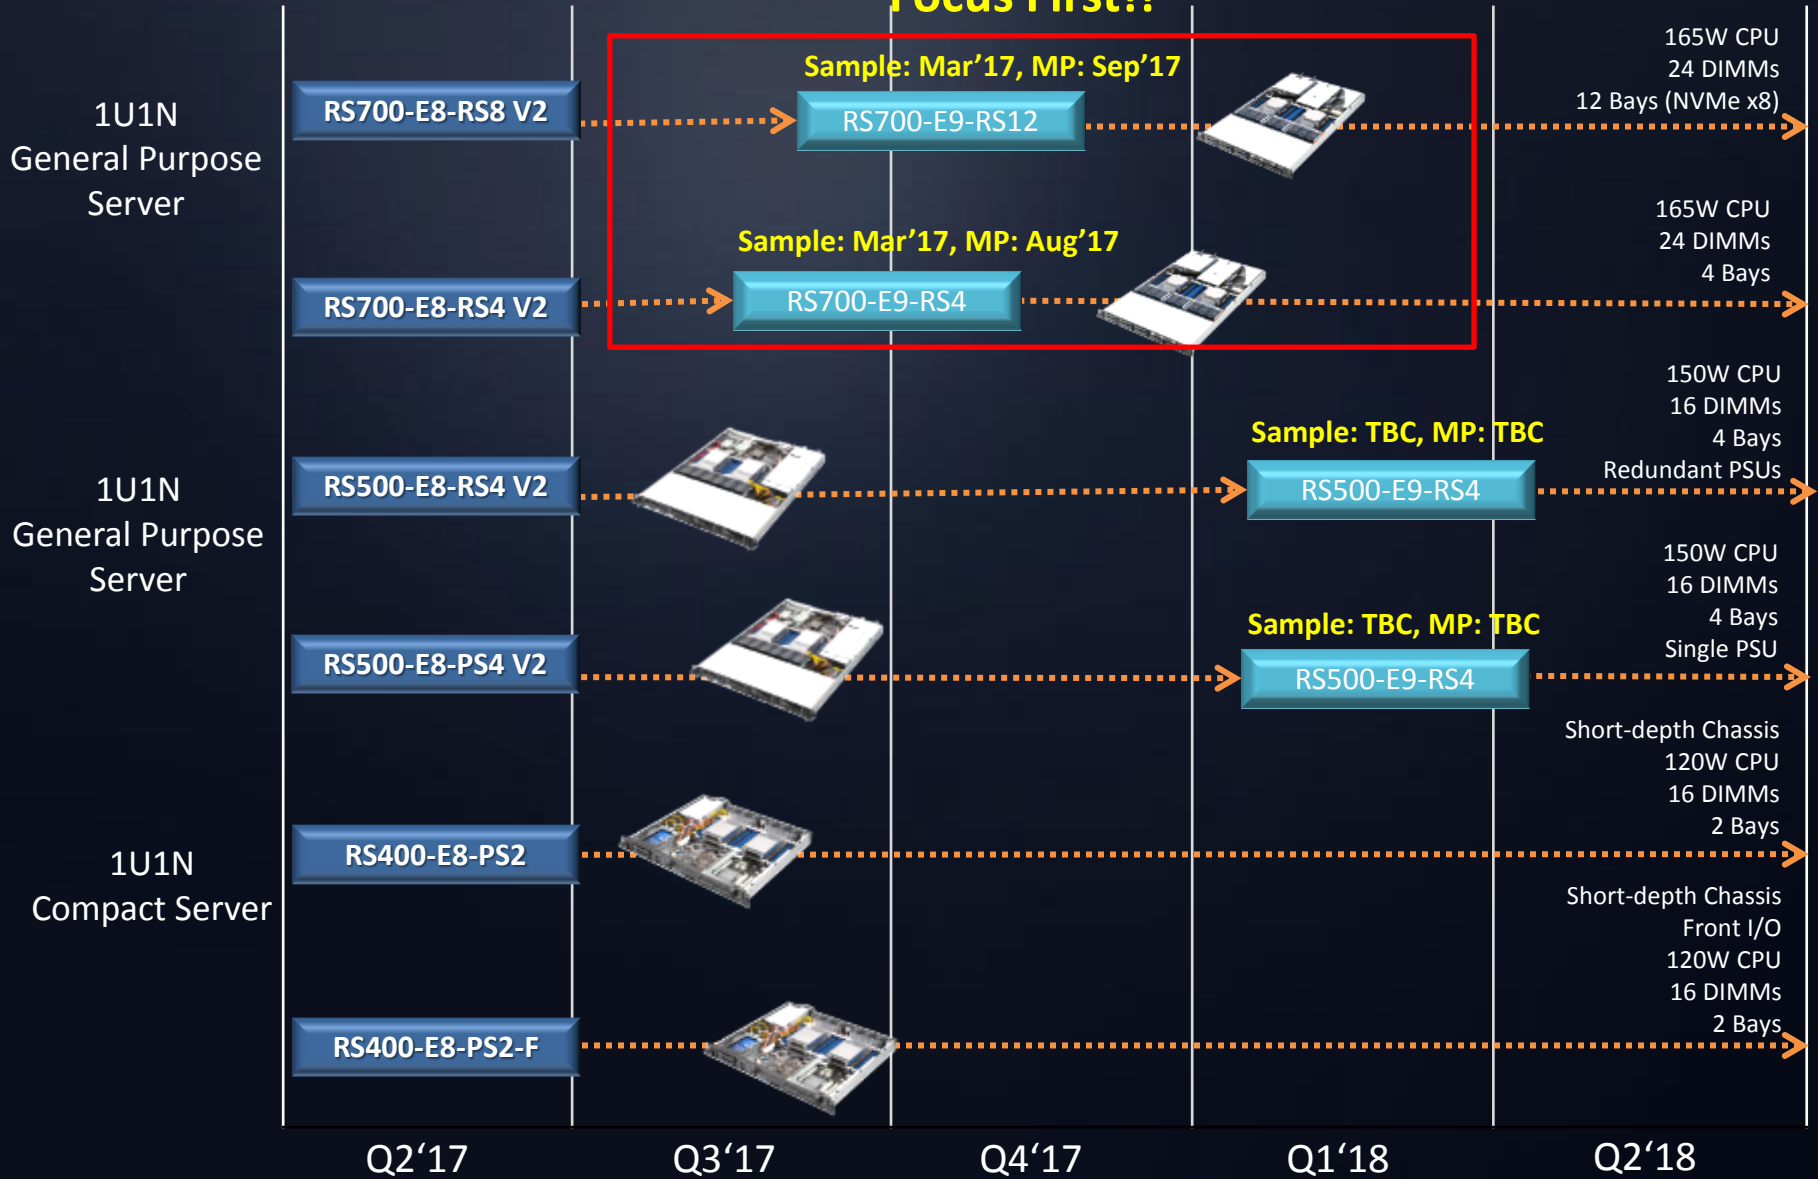 Focus First!!
1U1N
General Purpose
Server
RS700-E8-RS8 V2
Sample: Mar’17, MP: Sep’17
RS700-E9-RS12
165W CPU
24 DIMMs
12 Bays (NVMe x8)
RS700-E8-RS4 V2
Sample: Mar’17, MP: Aug’17
RS700-E9-RS4
165W CPU
24 DIMMs
4 Bays
1U1N
General Purpose
Server
RS500-E8-RS4 V2
Sample: TBC, MP: TBC
RS500-E9-RS4
150W CPU
16 DIMMs
4 Bays
Redundant PSUs
RS500-E8-PS4 V2
Sample: TBC, MP: TBC
RS500-E9-RS4
150W CPU
16 DIMMs
4 Bays
Single PSU
1U1N
Compact Server
RS400-E8-PS2
Short-depth Chassis
120W CPU
16 DIMMs
2 Bays
RS400-E8-PS2-F
Short-depth Chassis
Front I/O
120W CPU
16 DIMMs
2 Bays
Q2‘17
Q3‘17
Q4‘17
Q1‘18
Q2‘18